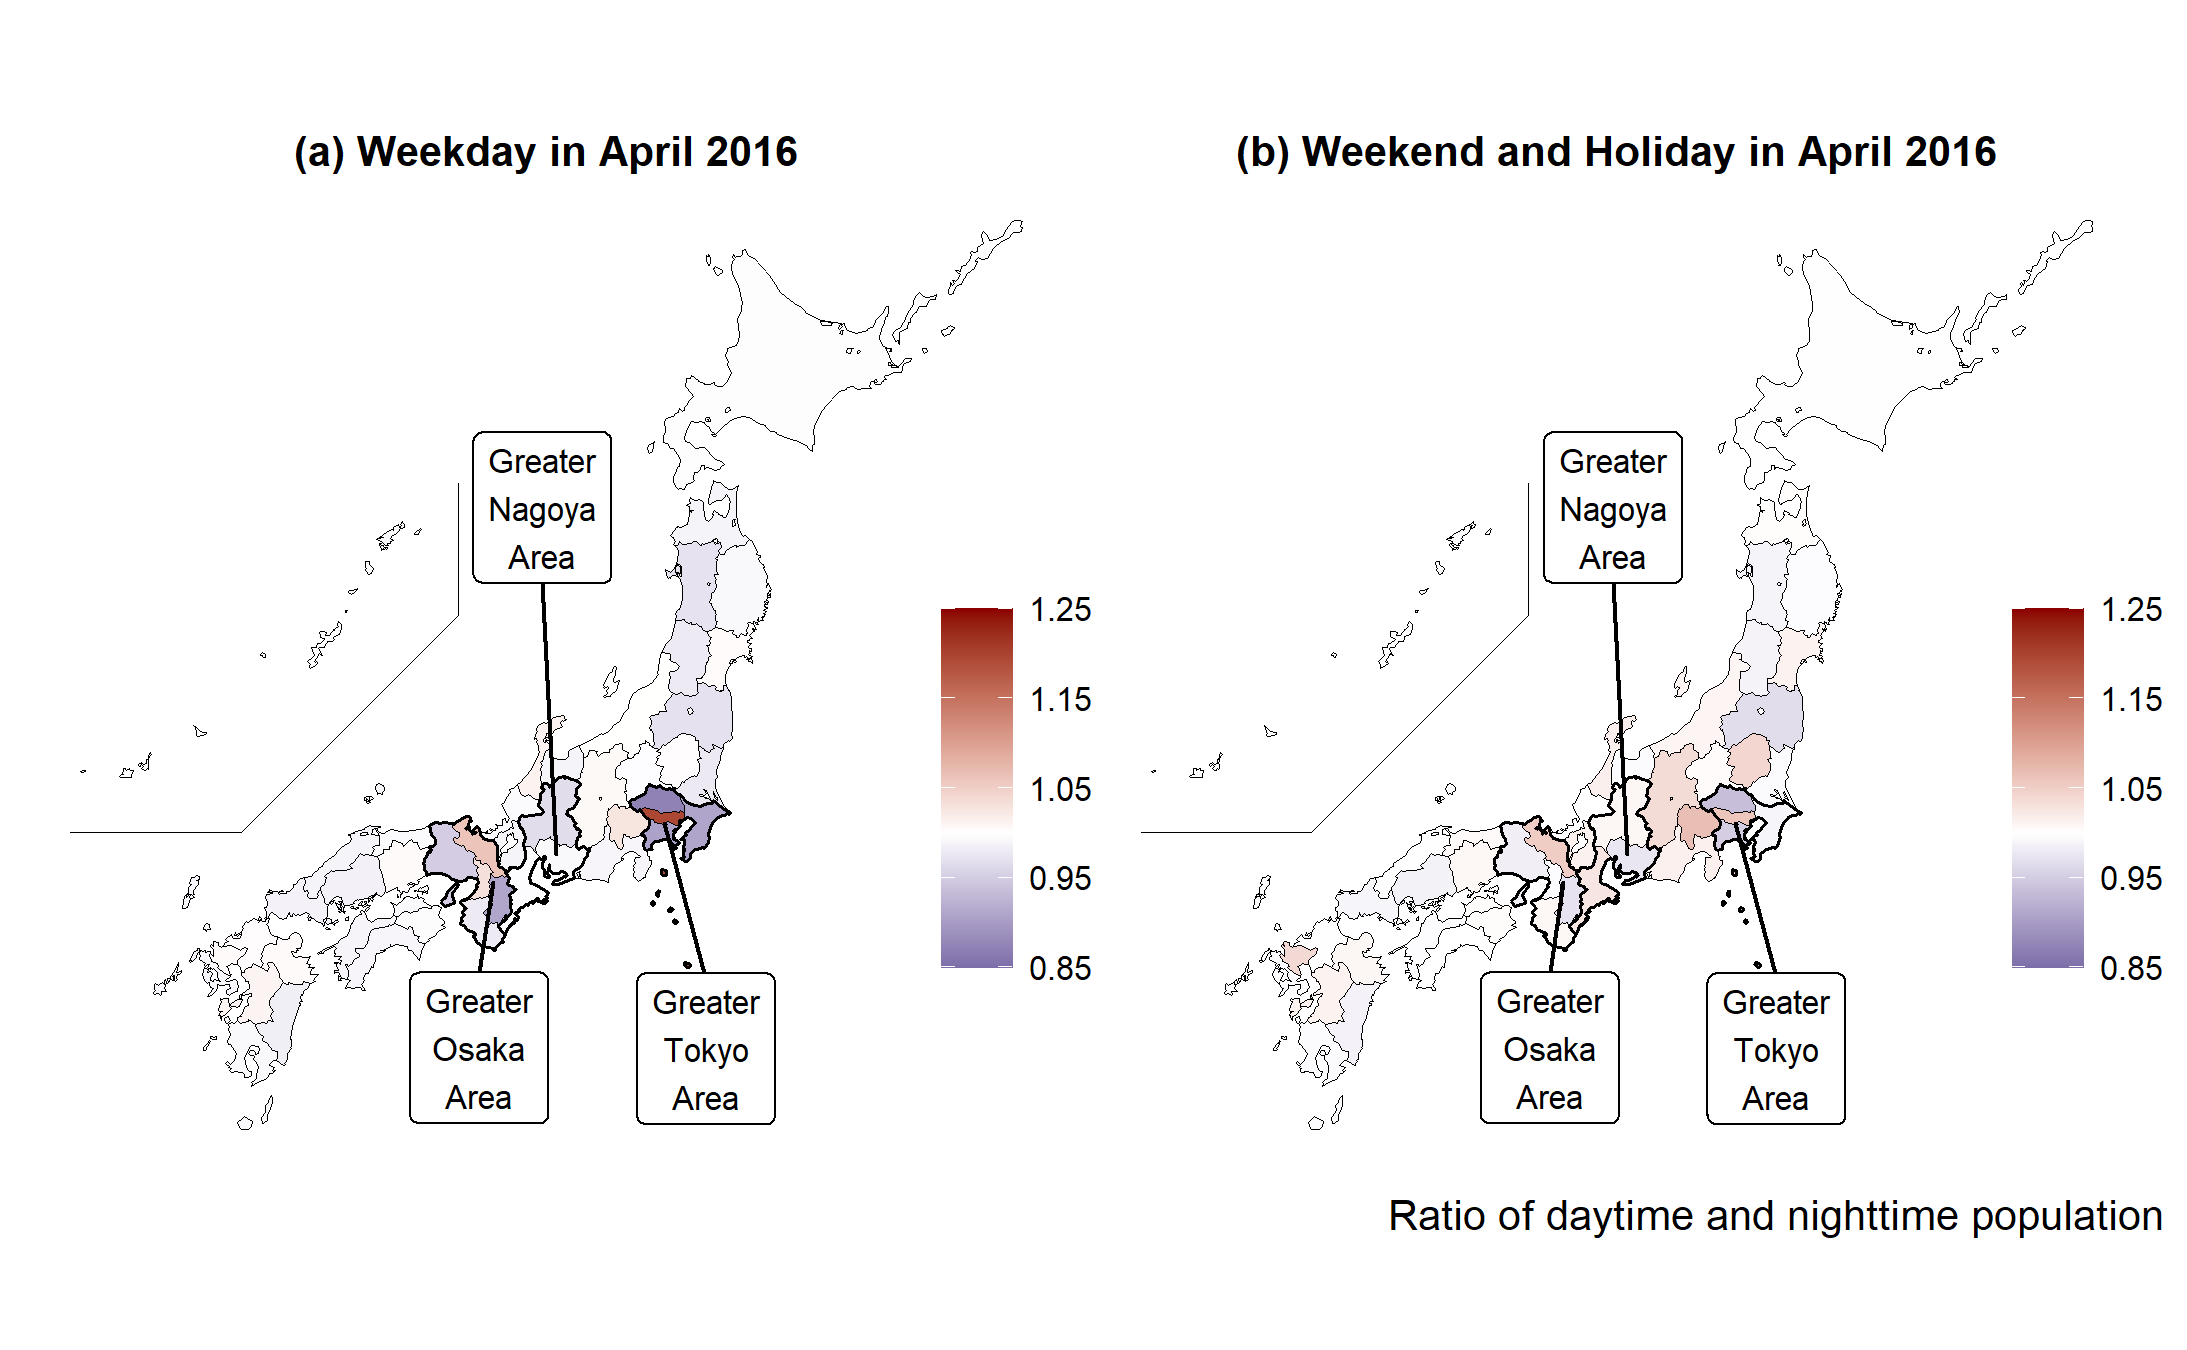 (a) Weekday in April 2016
(b) Weekend and Holiday in April 2016
Greater
Nagoya
Area
1.25
1.15
1.05
0.95
0.85
Greater
Osaka
Area
Greater
Tokyo
Area
Greater
Nagoya
Area
1.25
1.15
1.05
0.95
0.85
Greater
Osaka
Area
Greater
Tokyo
Area
Ratio of daytime and nighttime population